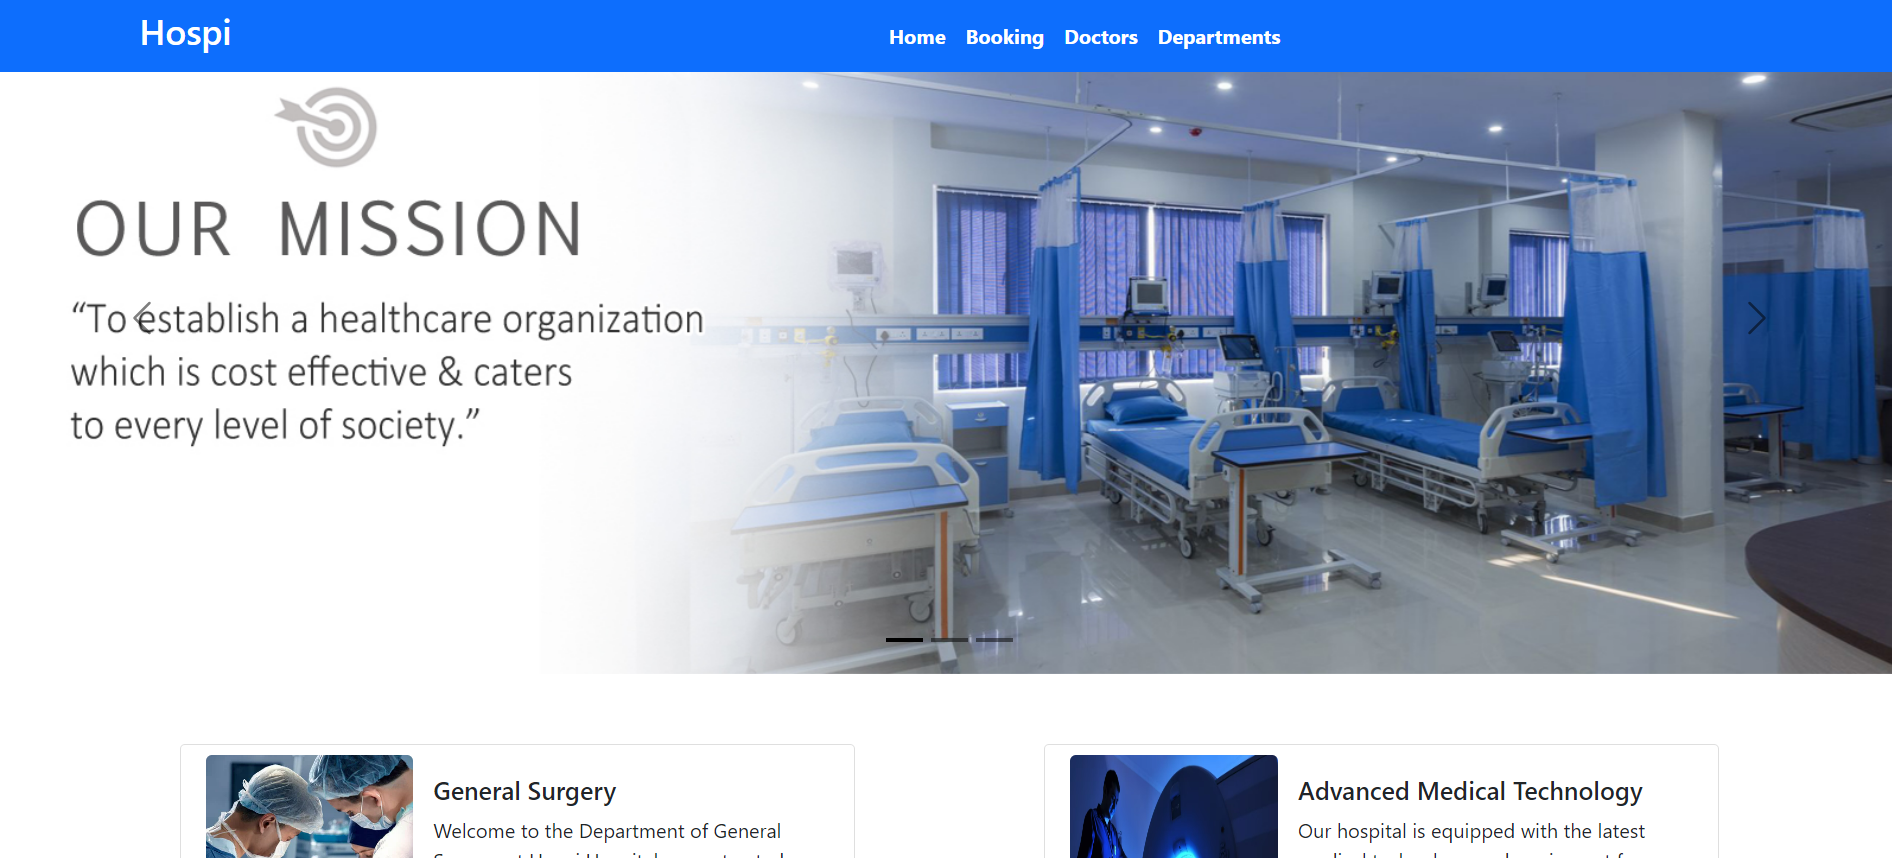 Hospi
Home Booking Doctors Departments
OUR MISSION
“To establish a healthcare organization
which is cost effective & caters
to every level of society.”
General Surgery
Welcome to the Department of General
Advanced Medical Technology
Our hospital is equipped with the latest